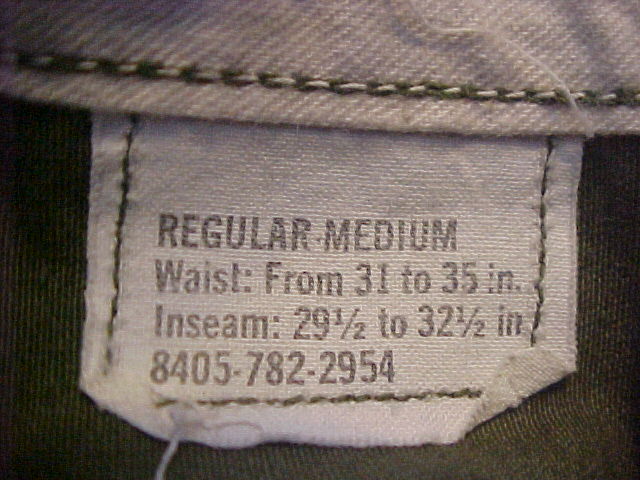 REGULAR-MEDIUM
Waist: From 31 to 35 in.
Inseam: 29½ to 32½ in
8405-782-2954